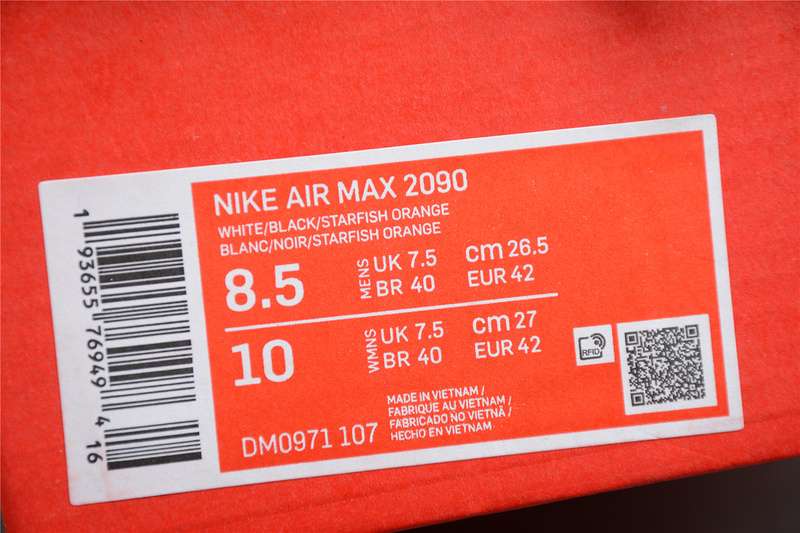 NIKE AIR MAX 2090
WHITE/BLACK/STARFISH ORANGE
BLANC/NOIR/STARFISH ORANGE
8.5 MENS UK 7.5 cm 26.5
BR 40 EUR 42
10 WMNS UK 7.5 cm 27
BR 40 EUR 42
RFID
MADE IN VIETNAM /
FABRIQUE AU VIETNAM /
FABRICADO NO VIETNÃ /
HECHO EN VIETNAM
DM0971 107
1 93655 76949 4 16